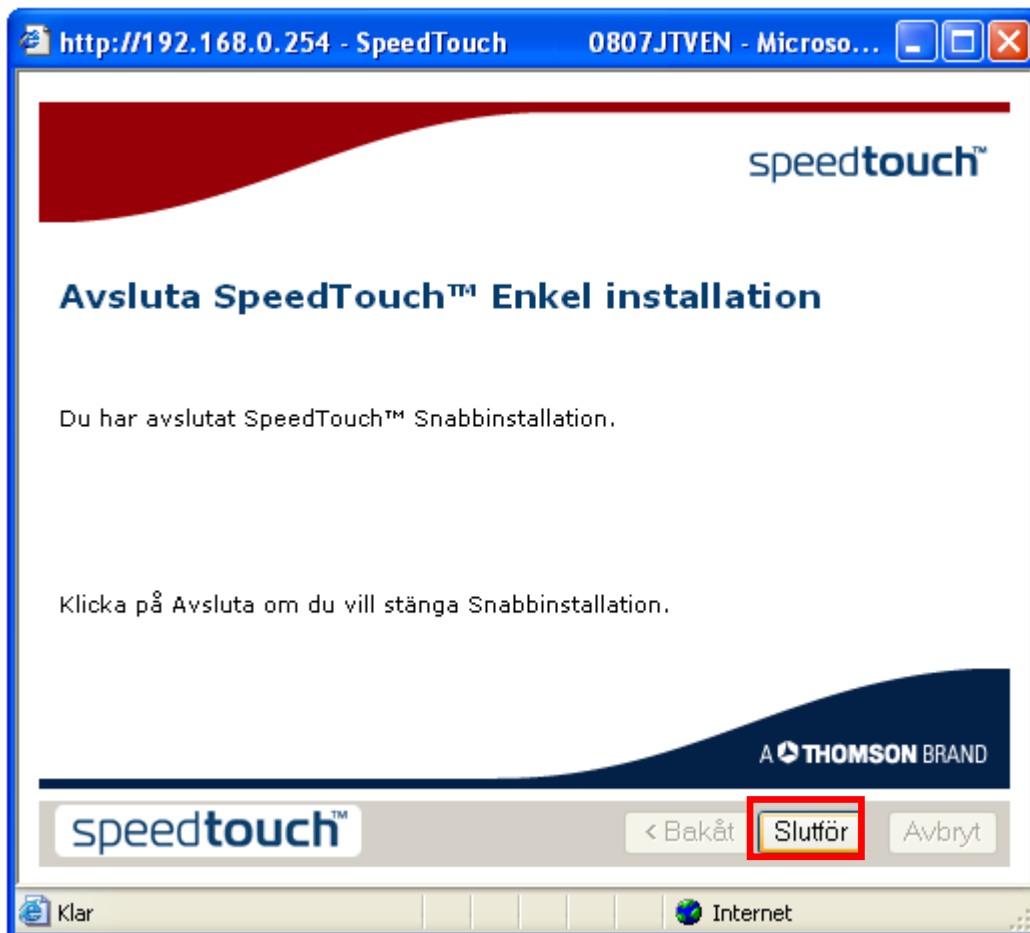 http://192.168.0.254 - SpeedTouch 0807JTVEN - Microso...
speedtouch™
Avsluta SpeedTouch™ Enkel installation
Du har avslutat SpeedTouch™ Snabbinstallation.
Klicka på Avsluta om du vill stänga Snabbinstallation.
A THOMSON BRAND
speedtouch™
< Bakåt Slutför Avbryt
Klar Internet